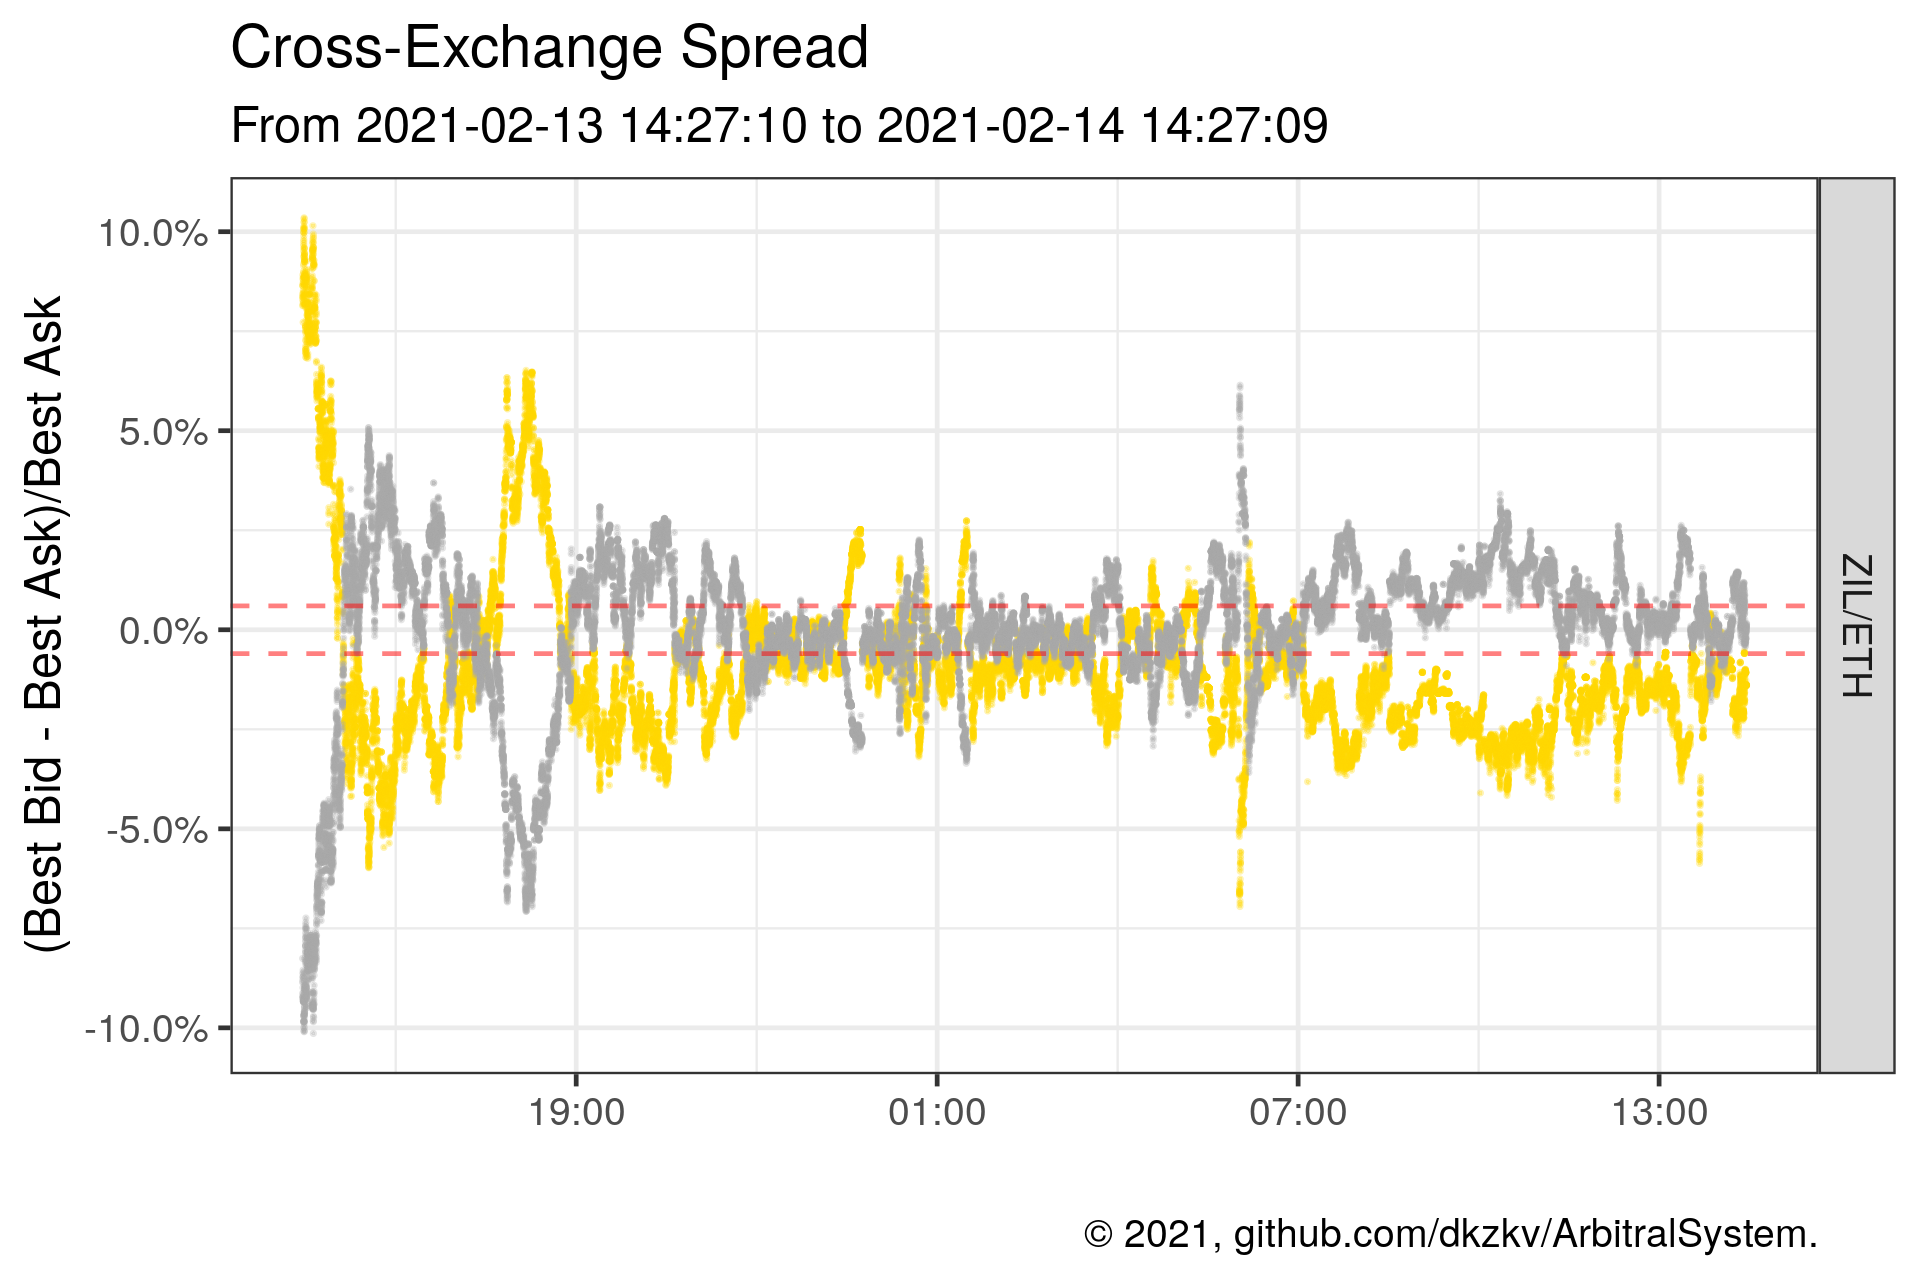 Cross-Exchange Spread
From 2021-02-13 14:27:10 to 2021-02-14 14:27:09
(Best Bid - Best Ask)/Best Ask
10.0%
5.0%
0.0%
-5.0%
-10.0%
ZIL/ETH
19:00
01:00
07:00
13:00
© 2021, github.com/dkzkv/ArbitralSystem.